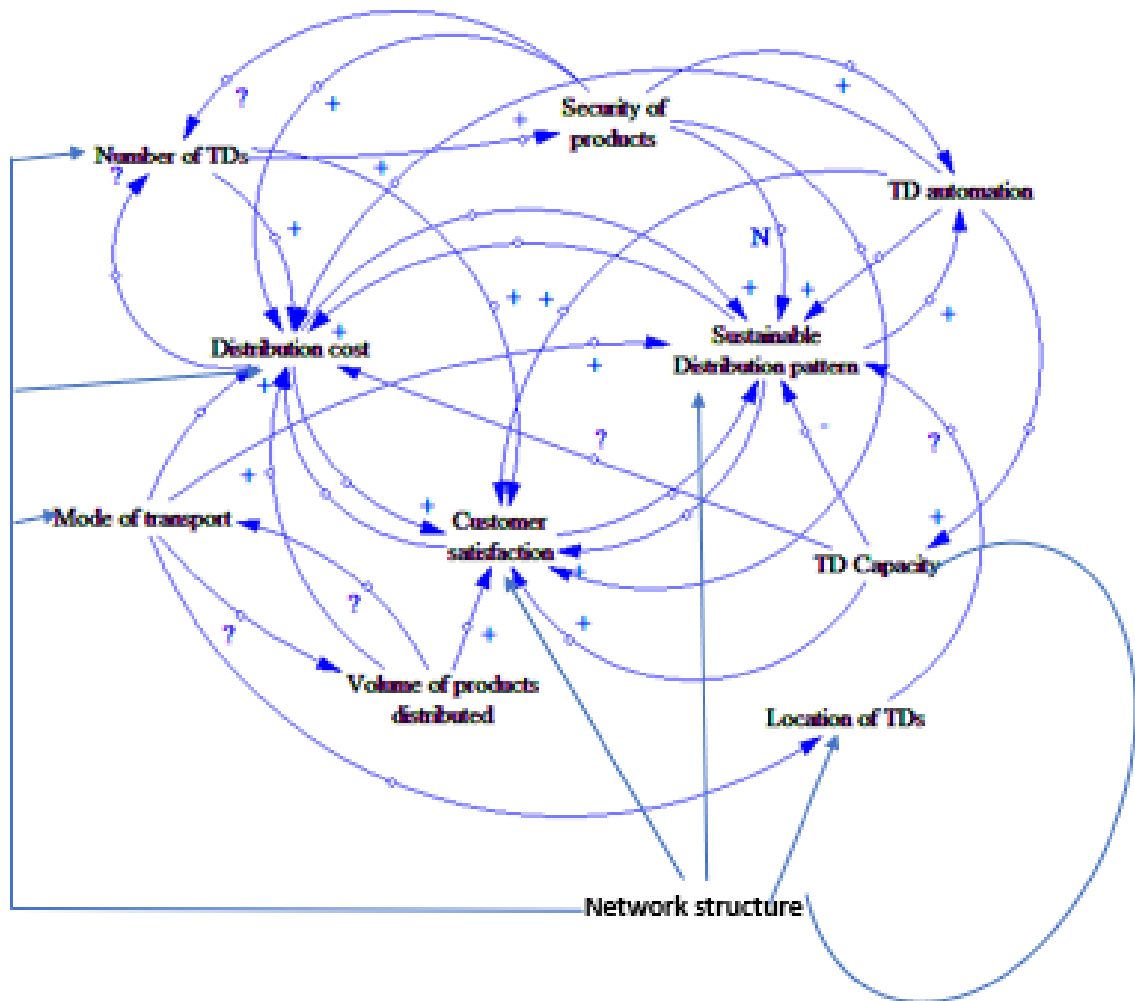 ?
+
+
Security of
products
+
Number of TDs
?
+
TD automation
+
N
+
+
+
+
+
+
Distribution cost
Sustainable
Distribution pattern
+
+
?
-
?
+
+
+
Mode of transport
Customer
satisfaction
TD Capacity
+
?
?
+
+
Volume of products
distributed
Location of TDs
Network structure